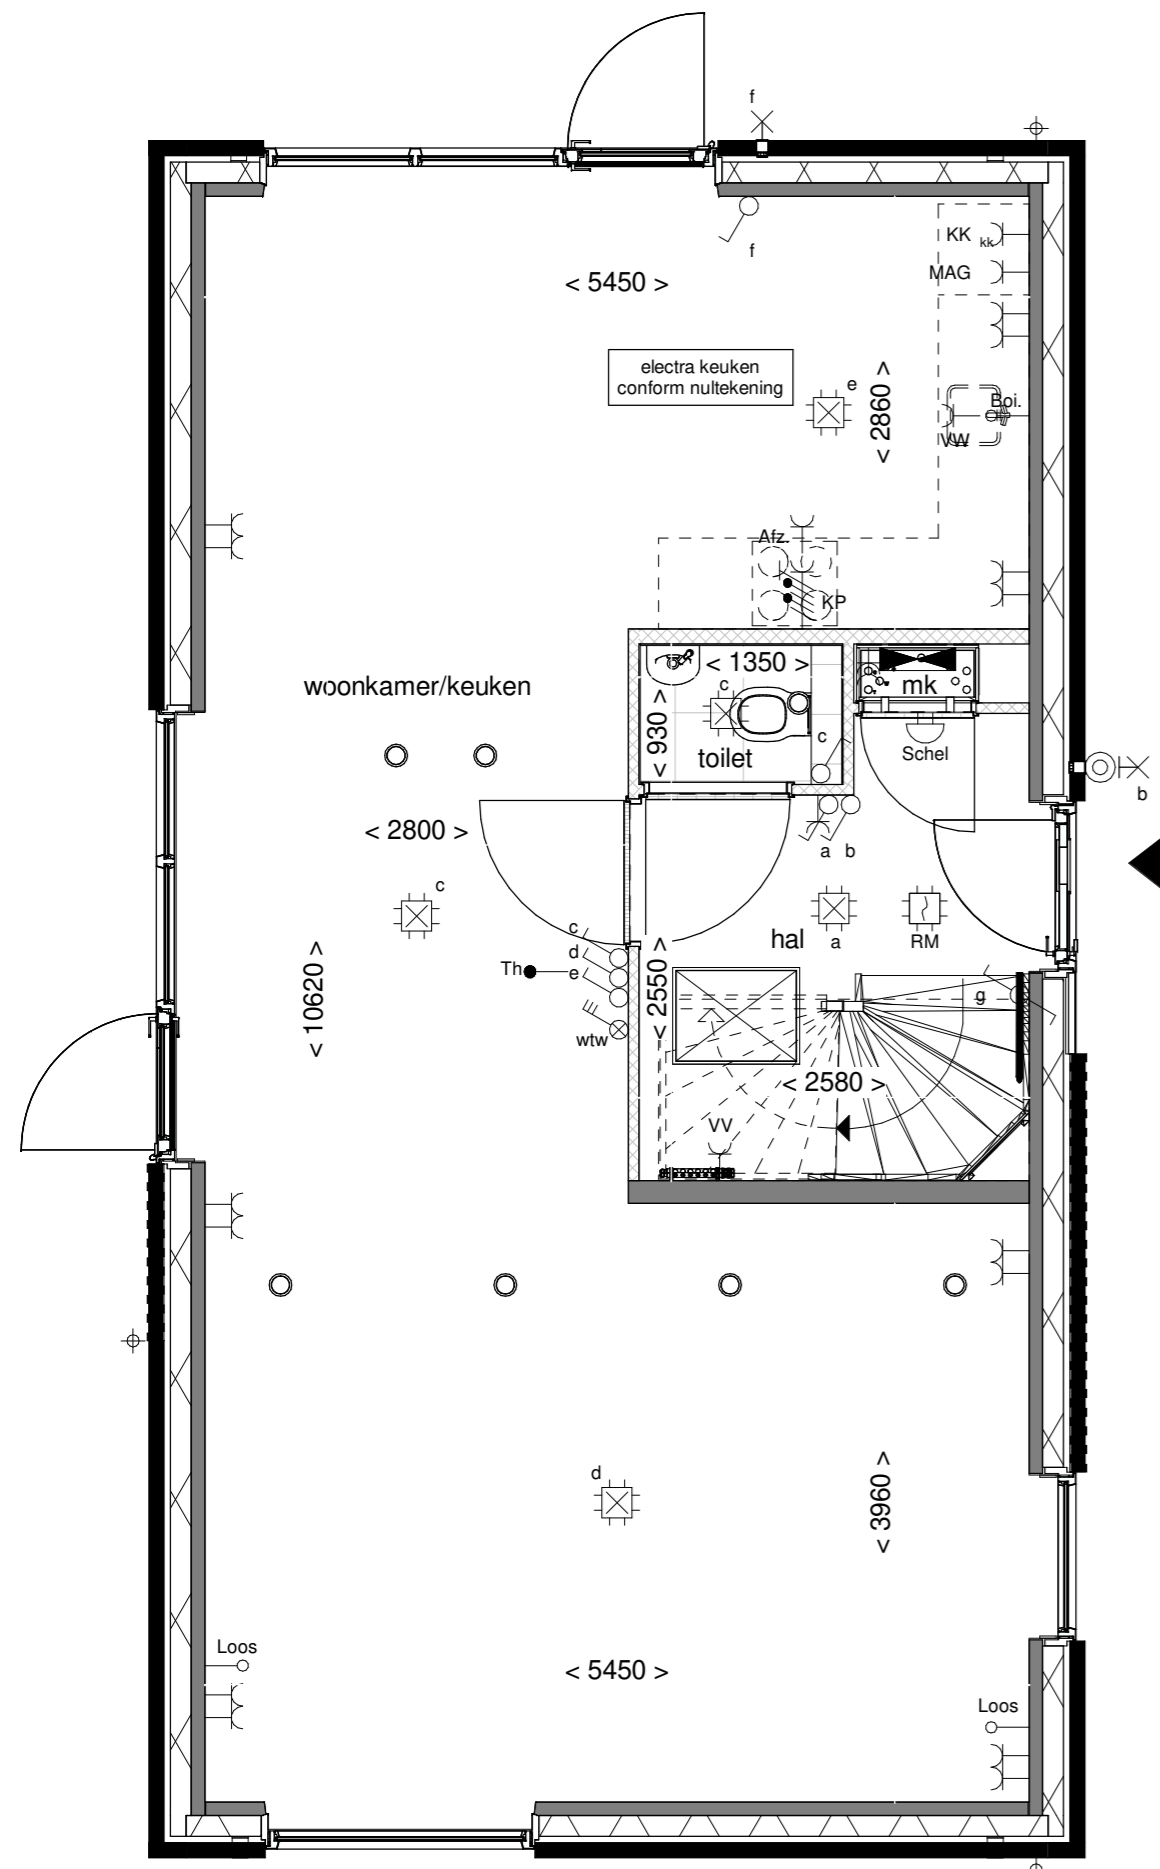 f
f
KK kk
MAG
< 5450 >
electra keuken
conform nultekening
e
< 2860 >
Boi.
VW
Afz.
KP
woonkamer/keuken
< 1350 >
c
< 930 >
toilet
c
mk
Schel
b
< 2800 >
a b
c
c
d
e
Th
wtw
hal
a
RM
< 10620 >
< 2550 >
g
< 2580 >
VV
d
< 3960 >
Loos
< 5450 >
Loos